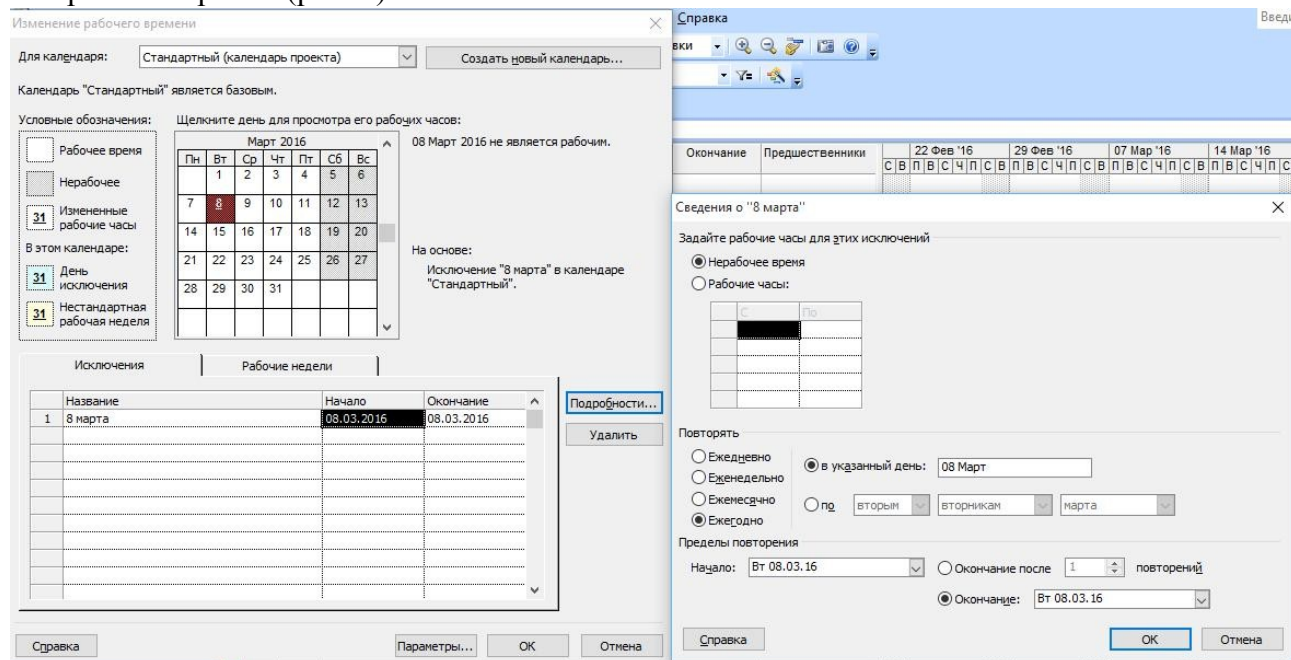 Изменение рабочего времени
Для календаря: Стандартный (календарь проекта) Создать новый календарь...
Календарь "Стандартный" является базовым.
Условные обозначения:
Рабочее время
Нерабочее
31 Измененные рабочие часы
В этом календаре:
31 День исключения
31 Нестандартная рабочая неделя
Щелкните день для просмотра его рабочих часов:
Март 2016
Пн Вт Ср Чт Пт Сб Вс
1 2 3 4 5 6
7 8 9 10 11 12 13
14 15 16 17 18 19 20
21 22 23 24 25 26 27
28 29 30 31
08 Март 2016 не является рабочим.
На основе:
Исключение "8 марта" в календаре
"Стандартный".
Исключения Рабочие недели
Название Начало Окончание
1 8 марта 08.03.2016 08.03.2016
Подробности...
Удалить
Справка Параметры... ОК Отмена
Справка
Окончание Предшественники 22 Фев '16 29 Фев '16 07 Мар '16 14 Мар '16
С В П В С Ч П С В П В С Ч П С В П В С Ч П С В П В С Ч П С
Сведения о "8 марта"
Задайте рабочие часы для этих исключений
Нерабочее время
Рабочие часы:
С По
Повторять
Ежедневно
Еженедельно
Ежемесячно
Ежегодно
в указанный день: 08 Март
по вторым вторникам марта
Пределы повторения
Начало: Вт 08.03.16 Окончание после 1 повторений
Окончание: Вт 08.03.16
Справка ОК Отмена